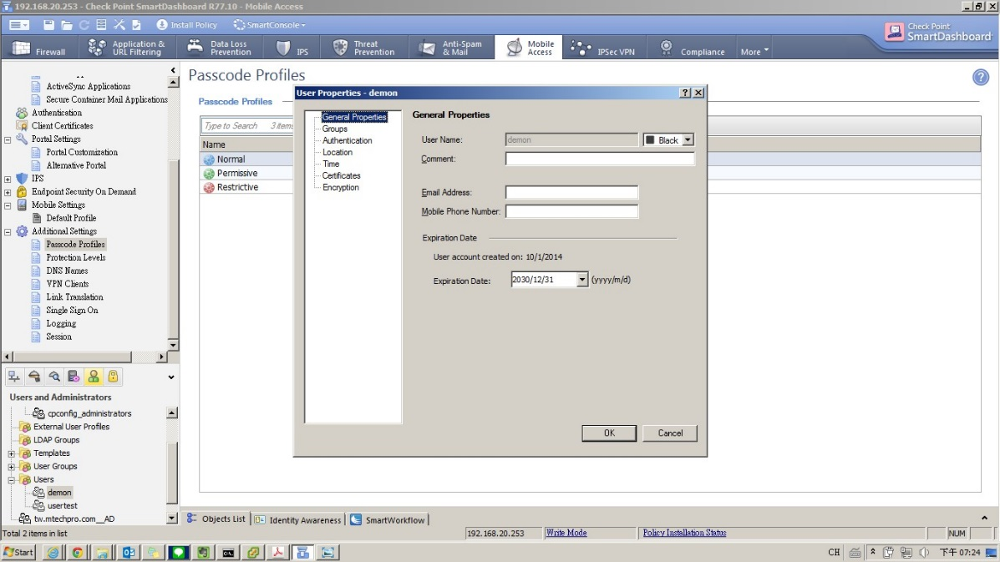 192.168.20.253 - Check Point SmartDashboard R77.10 - Mobile Access
Install Policy
SmartConsole
Check Point
SmartDashboard
Firewall
Application &
URL Filtering
Data Loss
Prevention
IPS
Threat
Prevention
Anti-Spam
& Mail
Mobile
Access
IPSec VPN
Compliance
More
ActiveSync Applications
Secure Container Mail Applications
Authentication
Client Certificates
Portal Settings
Portal Customization
Alternative Portal
IPS
Endpoint Security On Demand
Mobile Settings
Default Profile
Additional Settings
Passcode Profiles
Protection Levels
DNS Names
VPN Clients
Link Translation
Single Sign On
Logging
Session
Users and Administrators
cpconfig_administrators
External User Profiles
LDAP Groups
Templates
User Groups
Users
demon
usertest
tw.mtechpro.com__AD
Passcode Profiles
Passcode Profiles
Type to Search 3 items
Name
Normal
Permissive
Restrictive
User Properties - demon
General Properties
Groups
Authentication
Location
Time
Certificates
Encryption
General Properties
User Name: demon Black
Comment:
Email Address:
Mobile Phone Number:
Expiration Date
User account created on: 10/1/2014
Expiration Date: 2030/12/31 (yyyy/m/d)
OK Cancel
Objects List Identity Awareness SmartWorkflow
Total 2 items in list
192.168.20.253 Write Mode Policy Installation Status NUM
Start CH 下午 07:24